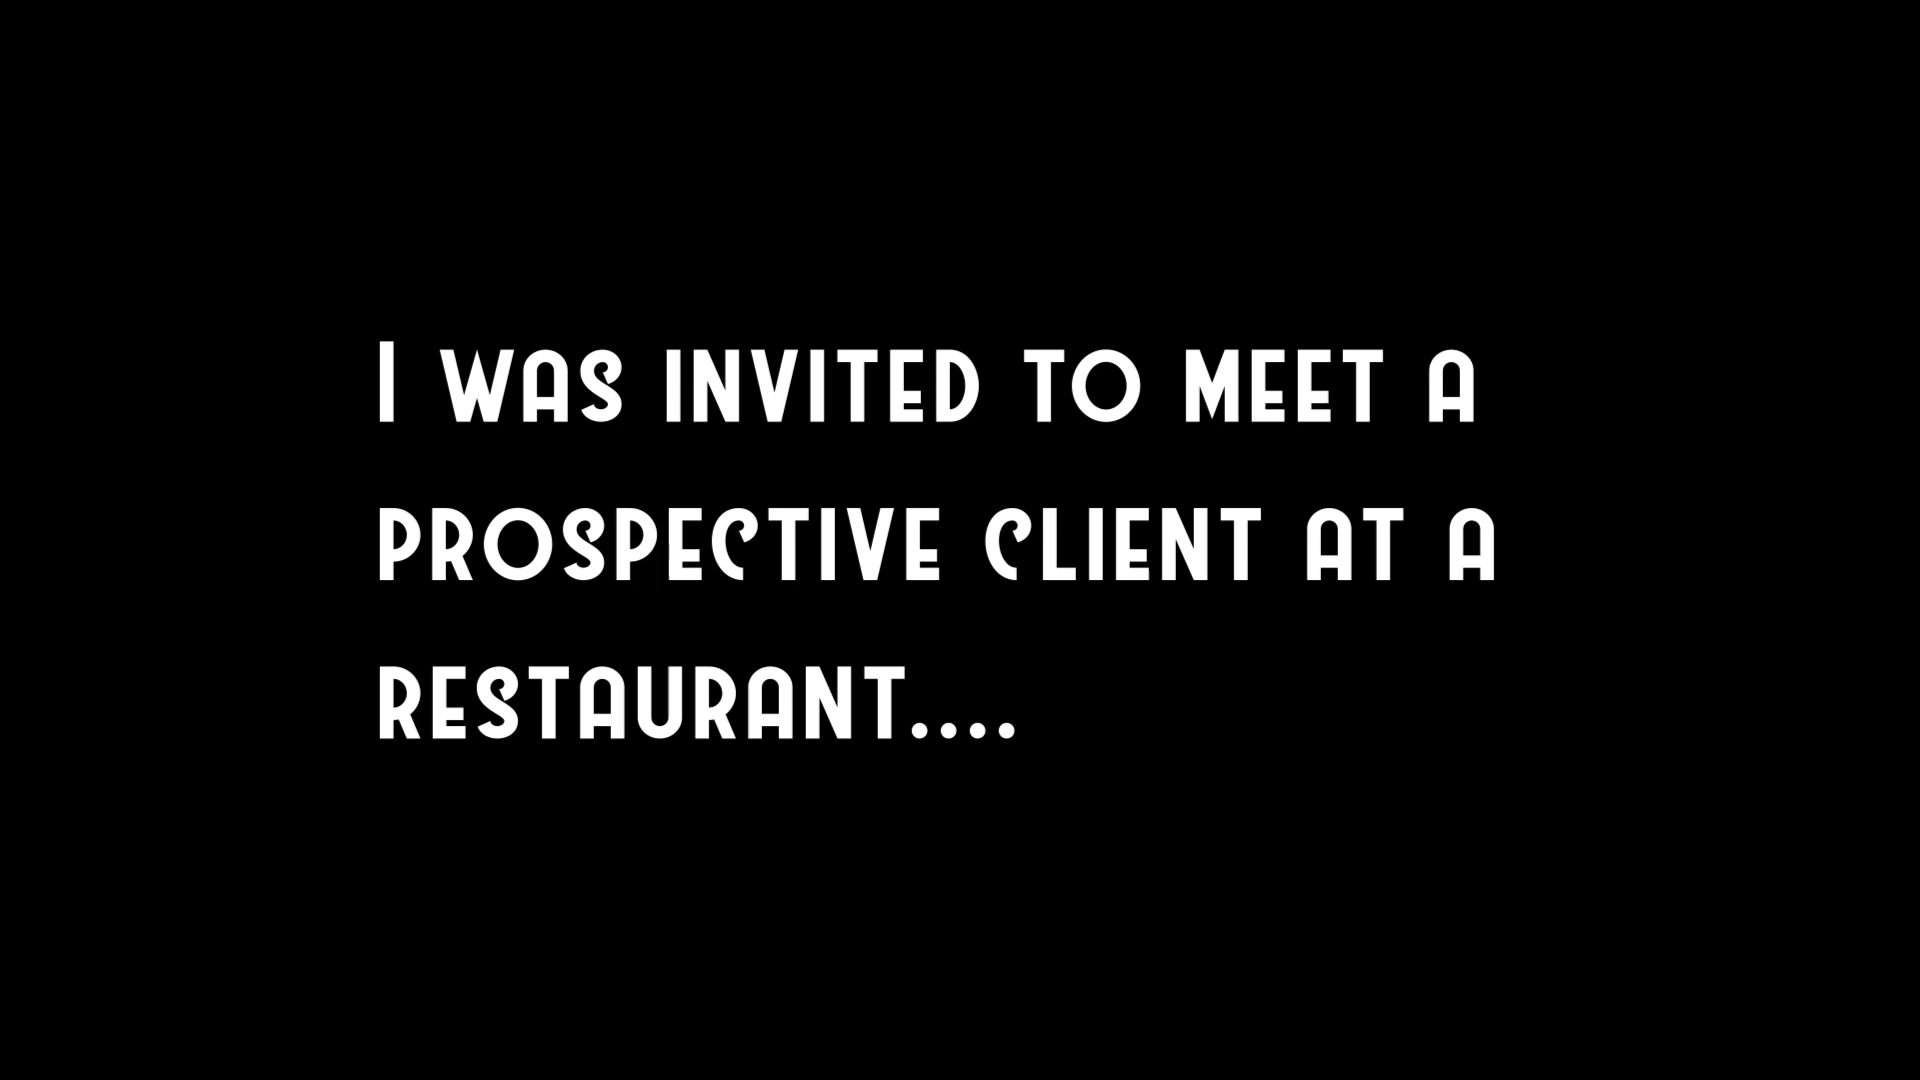 I was invited to meet a
prospective client at a
restaurant....